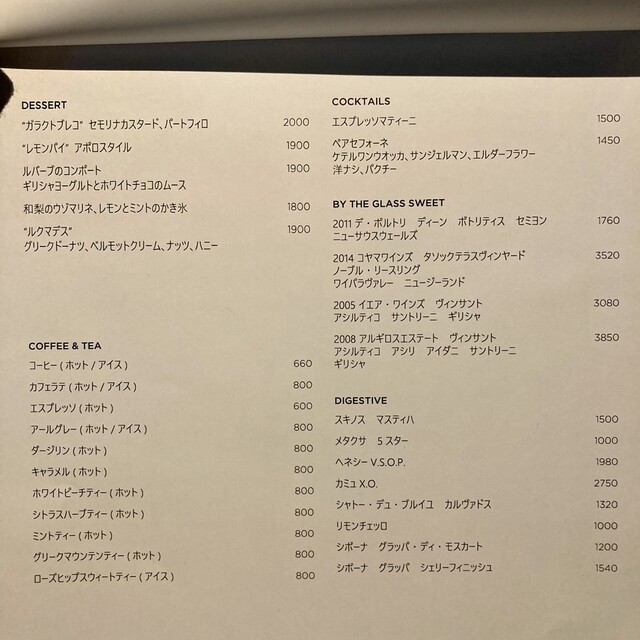 DESSERT
"ガラクトブレコ" セモリナカスタード、パートフィロ 2000
"レモンパイ" アポロスタイル 1900
ルバーブのコンポート 1900
ギリシャヨーグルトとホワイトチョコのムース
和梨のウゾマリネ、レモンとミントのかき氷 1800
"ルクマデス" 1900
グリークドーナツ、ベルモットクリーム、ナッツ、ハニー
COFFEE & TEA
コーヒー ( ホット / アイス ) 660
カフェラテ ( ホット / アイス ) 800
エスプレッソ ( ホット ) 600
アールグレー ( ホット / アイス ) 800
ダージリン ( ホット ) 800
キャラメル ( ホット ) 800
ホワイトピーチティー ( ホット ) 800
シトラスハーブティー ( ホット ) 800
ミントティー ( ホット ) 800
グリークマウンテンティー ( ホット ) 800
ローズヒップスウィートティー ( アイス ) 800
COCKTAILS
エスプレッソマティーニ 1500
ペアセフォーネ 1450
ケテルワンウオッカ、サンジェルマン、エルダーフラワー
洋ナシ、パクチー
BY THE GLASS SWEET
2011 デ・ボルトリ ディーン ボトリティス セミヨン 1760
ニューサウスウェールズ
2014 コヤマワインズ タソックテラスヴィンヤード 3520
ノーブル・リースリング
ワイパラヴァレー ニュージーランド
2005 イエア・ワインズ ヴィンサント 3080
アシルティコ サントリーニ ギリシャ
2008 アルギロスエステート ヴィンサント 3850
アシルティコ アシリ アイダニ サントリーニ
ギリシャ
DIGESTIVE
スキノス マスティハ 1500
メタクサ 5スター 1000
ヘネシー V.S.O.P. 1980
カミュ X.O. 2750
シャトー・デュ・ブルイユ カルヴァドス 1320
リモンチェッロ 1000
シボーナ グラッパ・ディ・モスカート 1200
シボーナ グラッパ シェリーフィニッシュ 1540